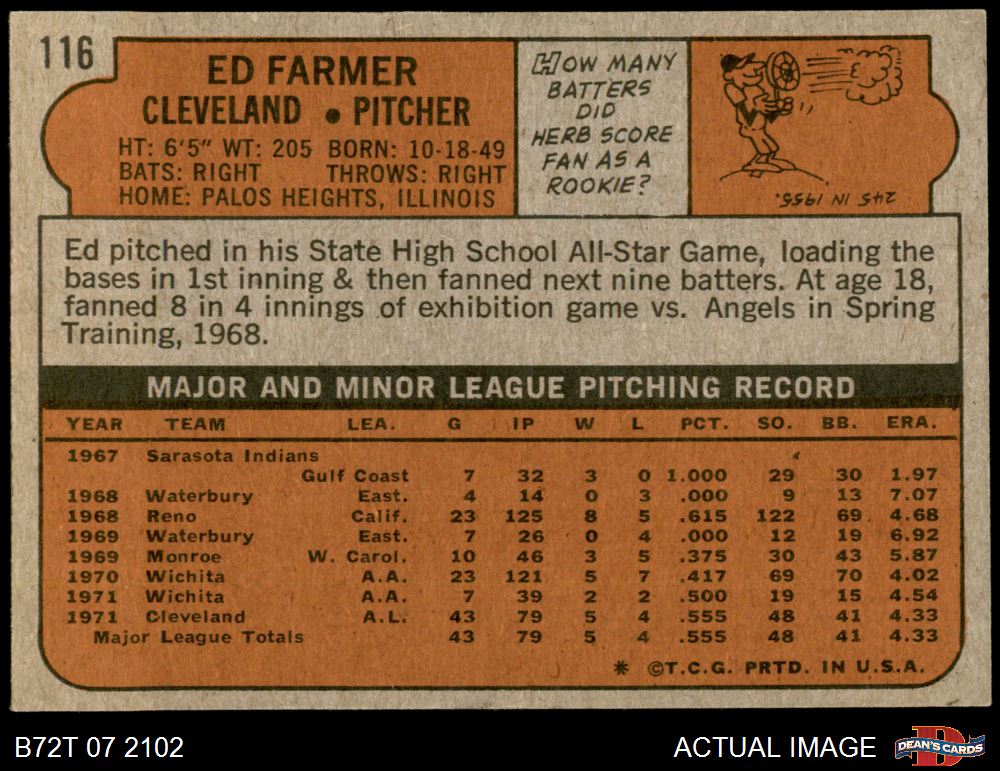 116
ED FARMER
CLEVELAND • PITCHER
HT: 6'5" WT: 205 BORN: 10-18-49
BATS: RIGHT THROWS: RIGHT
HOME: PALOS HEIGHTS, ILLINOIS
HOW MANY
BATTERS
DID
HERB SCORE
FAN AS A
ROOKIE?
245 IN 1955.
Ed pitched in his State High School All-Star Game, loading the
bases in 1st inning & then fanned next nine batters. At age 18,
fanned 8 in 4 innings of exhibition game vs. Angels in Spring
Training, 1968.
MAJOR AND MINOR LEAGUE PITCHING RECORD
YEAR TEAM LEA. G IP W L PCT. SO. BB. ERA.
1967 Sarasota Indians
Gulf Coast 7 32 3 0 1.000 29 30 1.97
1968 Waterbury East. 4 14 0 3 .000 9 13 7.07
1968 Reno Calif. 23 125 8 5 .615 122 69 4.68
1969 Waterbury East. 7 26 0 4 .000 12 19 6.92
1969 Monroe W. Carol. 10 46 3 5 .375 30 43 5.87
1970 Wichita A.A. 23 121 5 7 .417 69 70 4.02
1971 Wichita A.A. 7 39 2 2 .500 19 15 4.54
1971 Cleveland A.L. 43 79 5 4 .555 48 41 4.33
Major League Totals 43 79 5 4 .555 48 41 4.33
* ©T.C.G. PRTD. IN U.S.A.
B72T 07 2102
ACTUAL IMAGE
D
DEAN'S CARDS